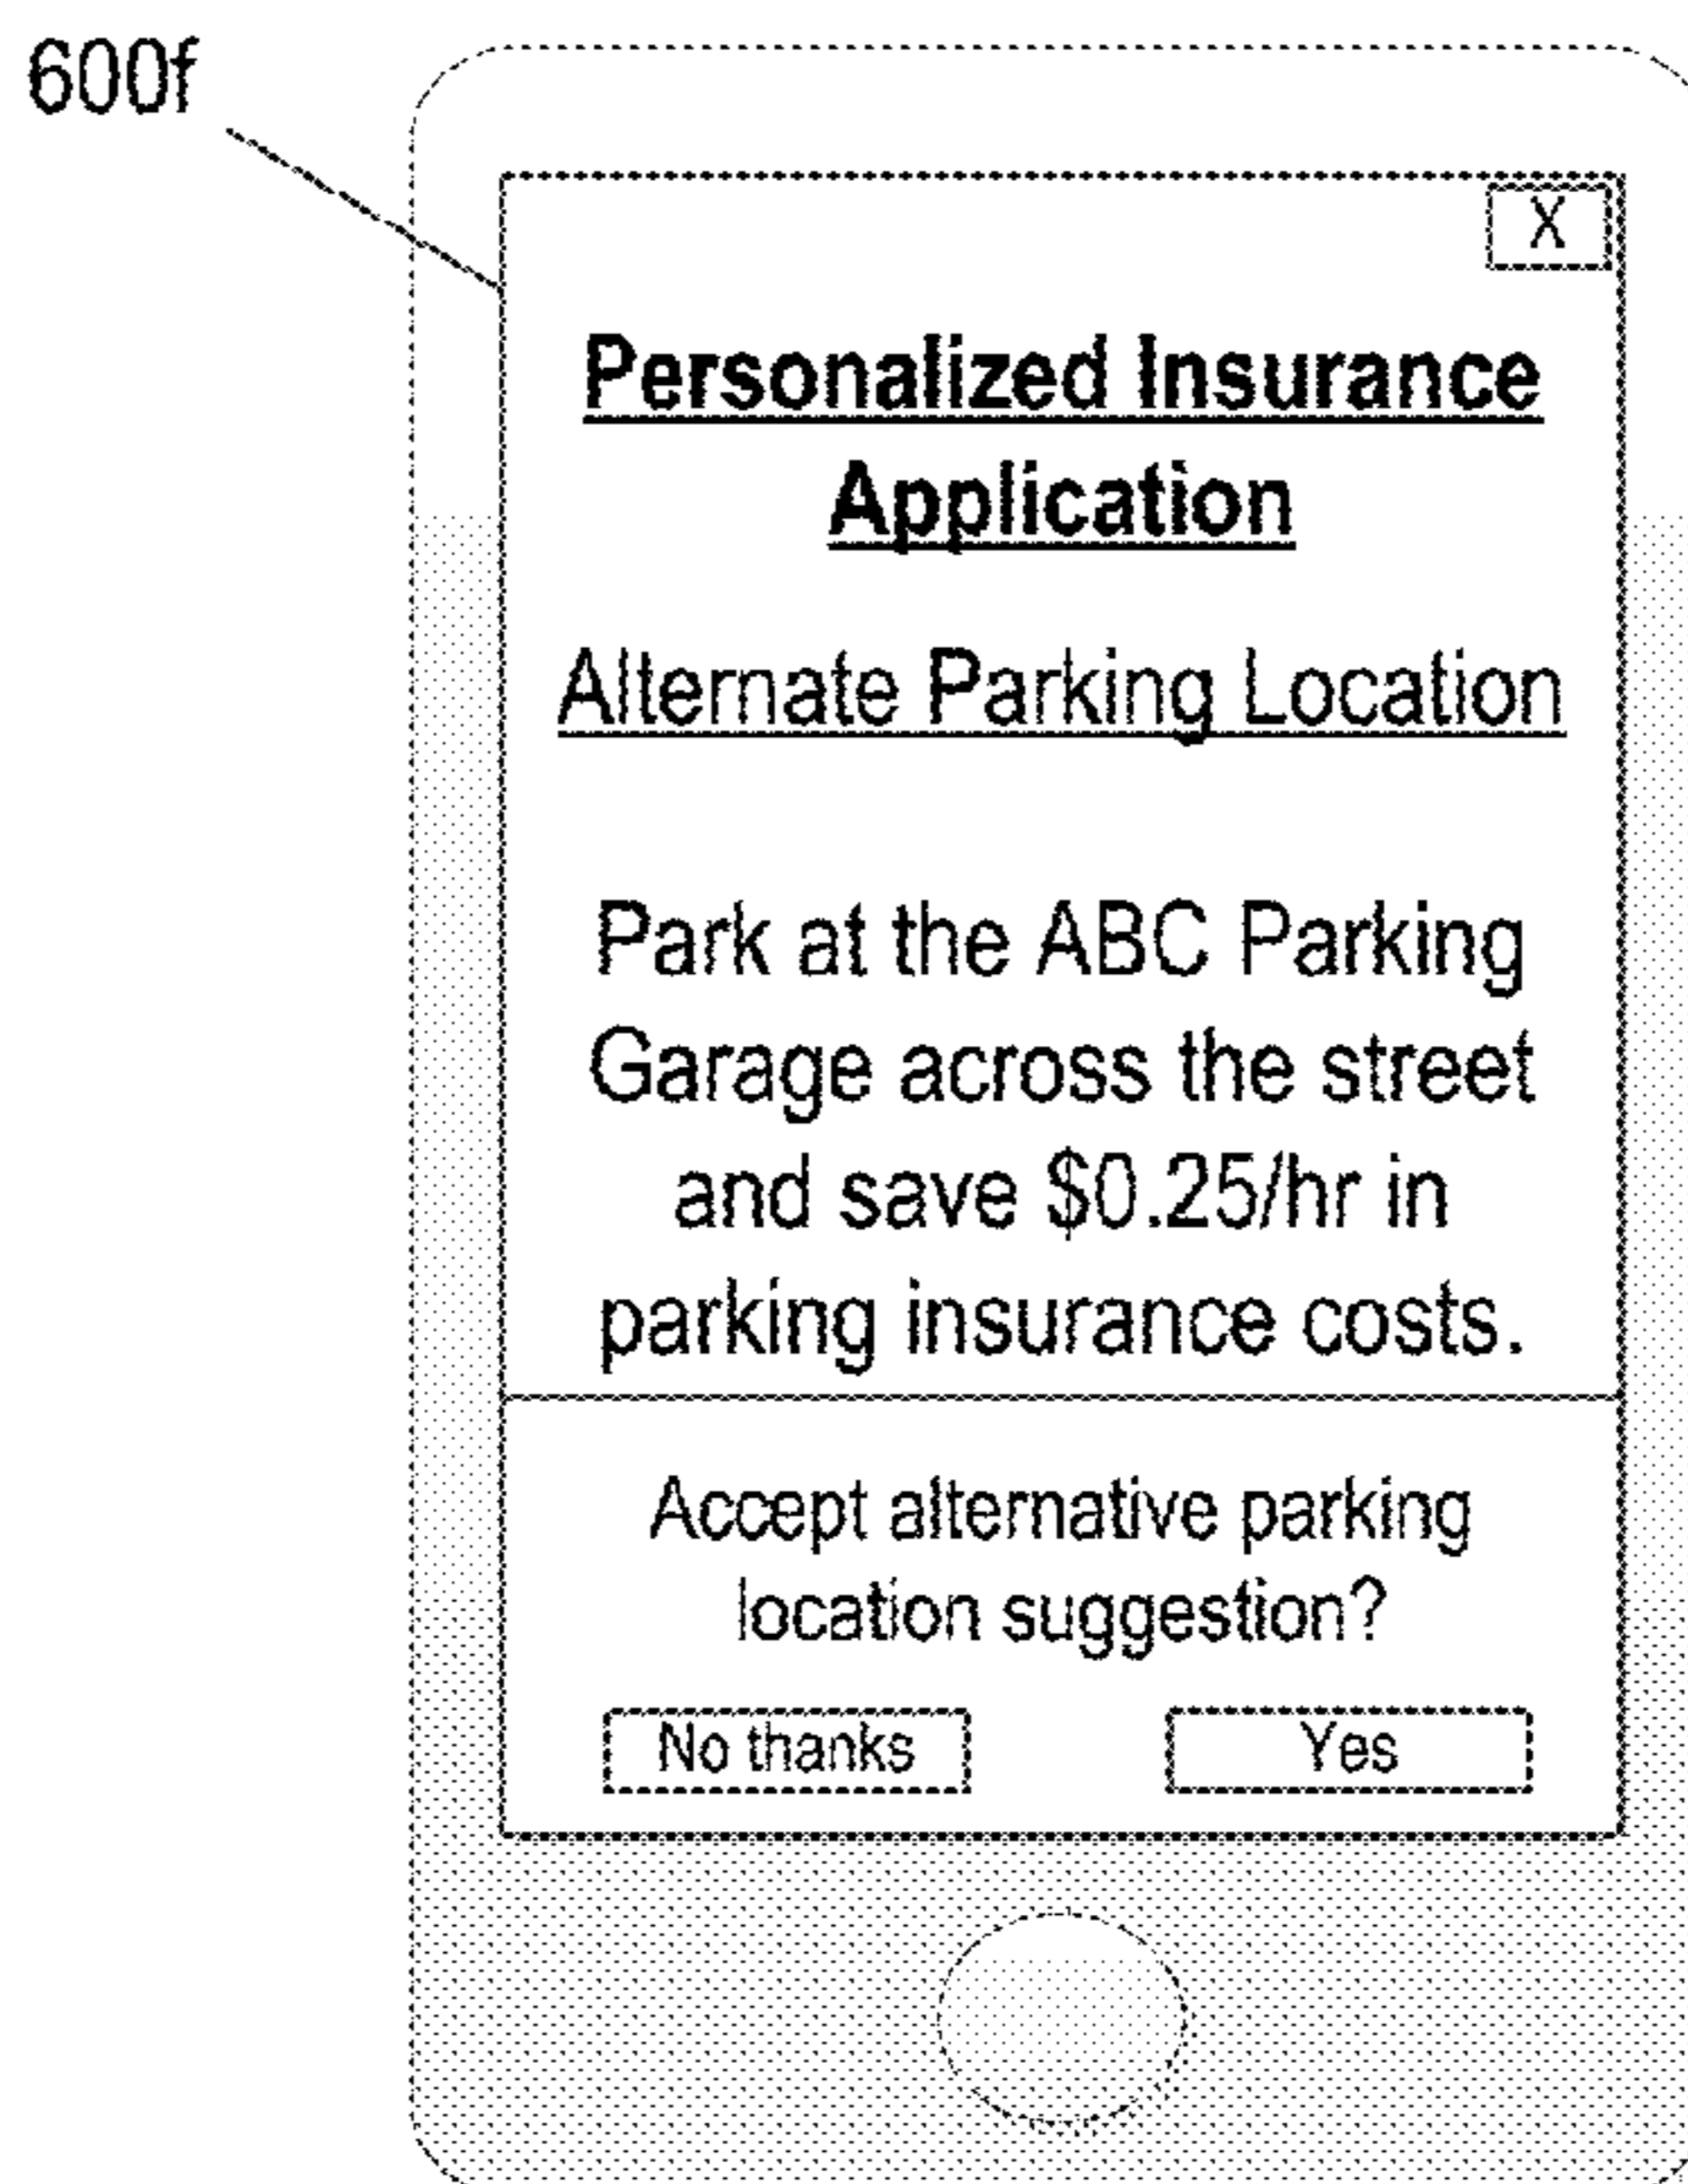 600f
X
Personalized Insurance
Application
Alternate Parking Location
Park at the ABC Parking
Garage across the street
and save $0.25/hr in
parking insurance costs.
Accept alternative parking
location suggestion?
No thanks
Yes